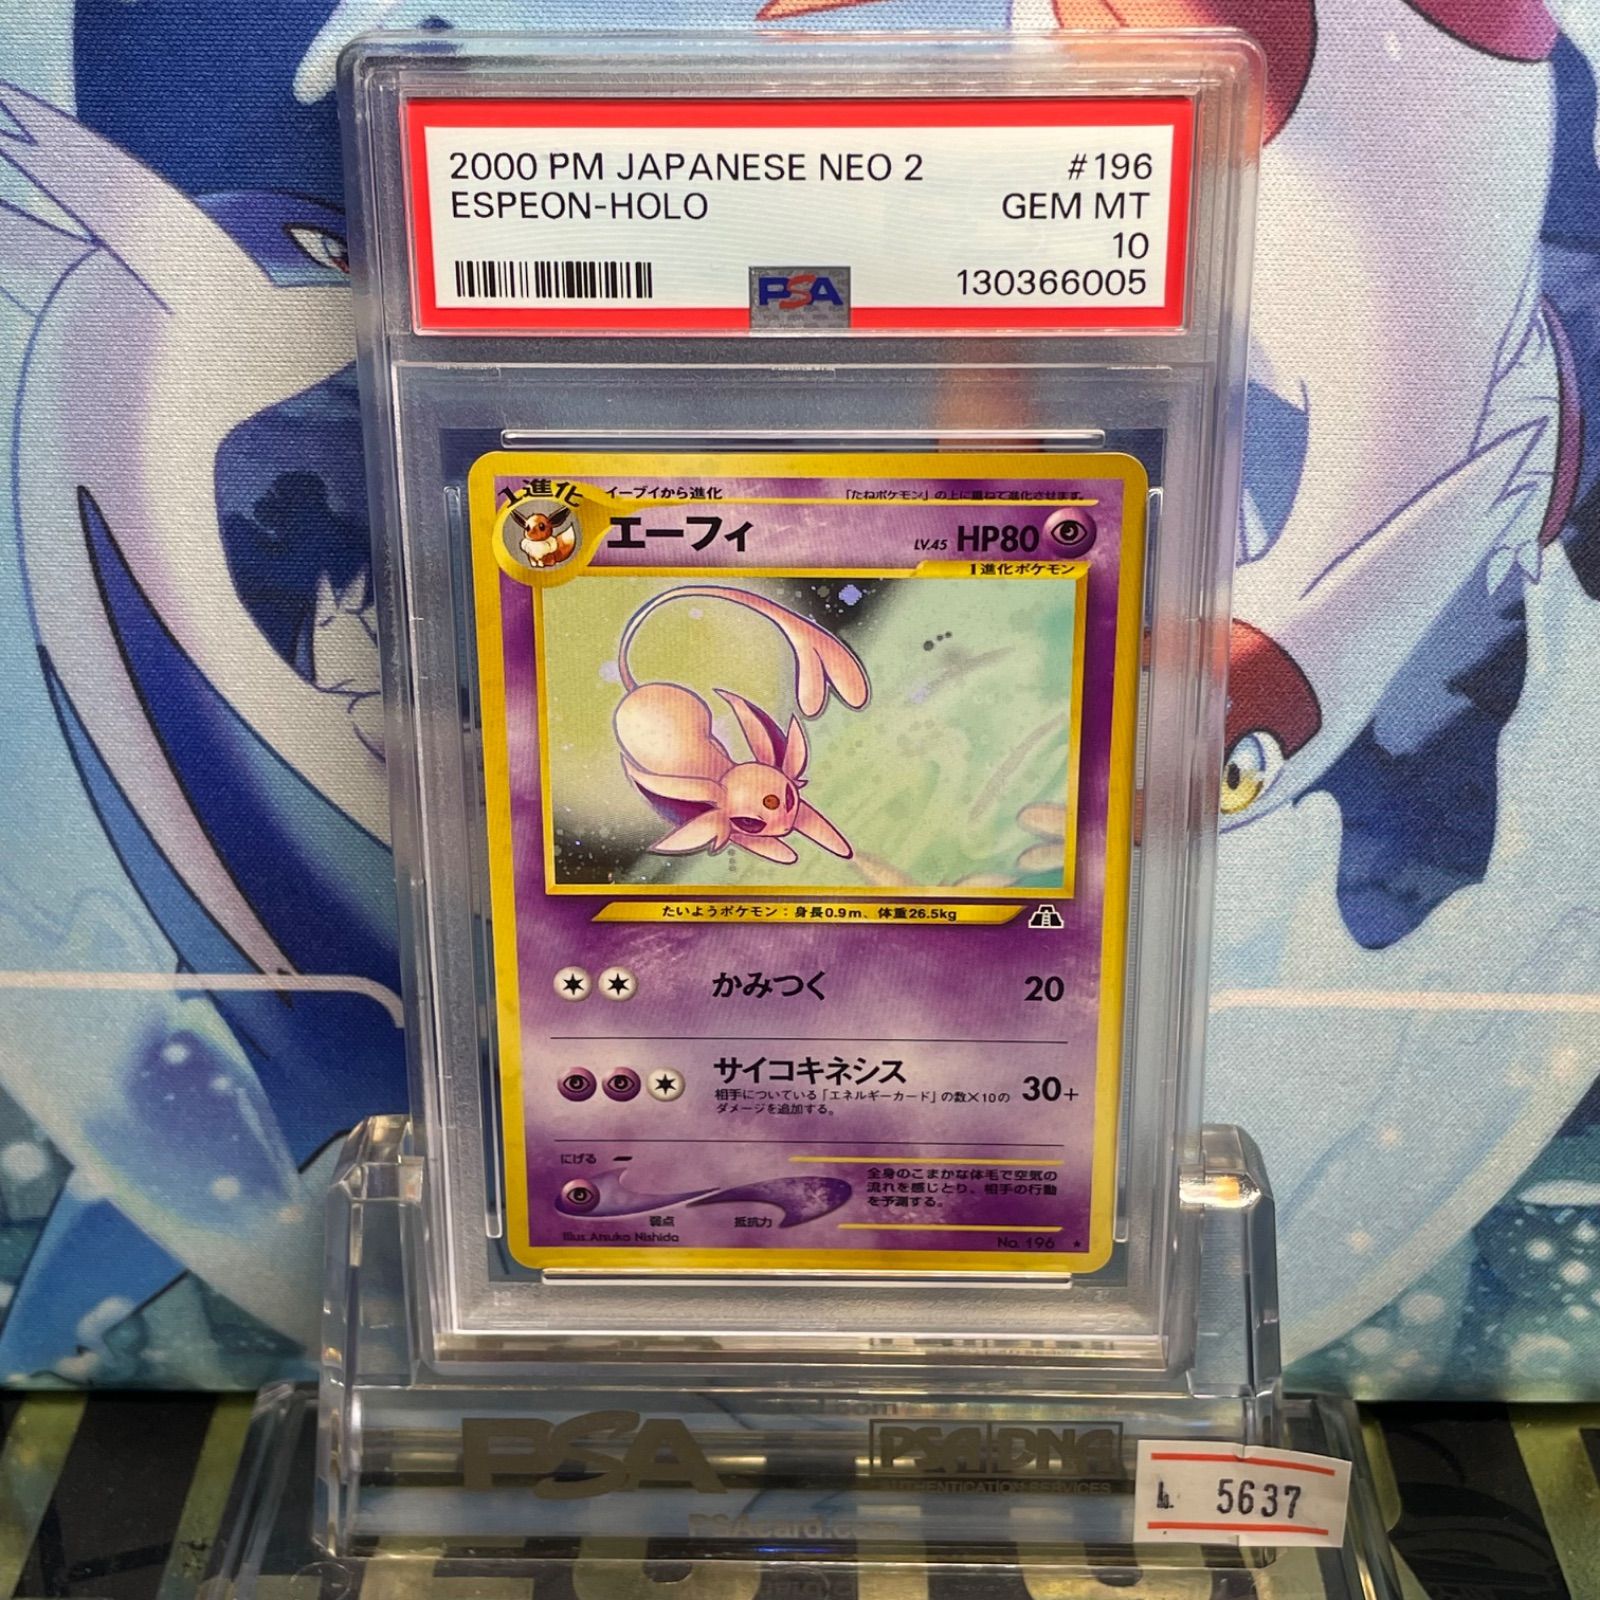 2000 PM JAPANESE NEO 2 #196
ESPEON-HOLO GEM MT
10
130366005
PSA
1進化
イーブイから進化 「たねポケモン」の上に重ねて進化させます。
エーフィ LV.45 HP80
1進化ポケモン
たいようポケモン：身長0.9m、体重26.5kg
かみつく 20
サイコキネシス 30+
相手についている「エネルギーカード」の数×10の
ダメージを追加する。
にげる
全身のこまかな体毛で空気の
流れを感じとり、相手の行動
を予測する。
弱点 抵抗力
Illus. Atsuko Nishida No. 196 ★
PSA PSA DNA
AUTHENTICATION SERVICES
PSAcard.com
No. 5637